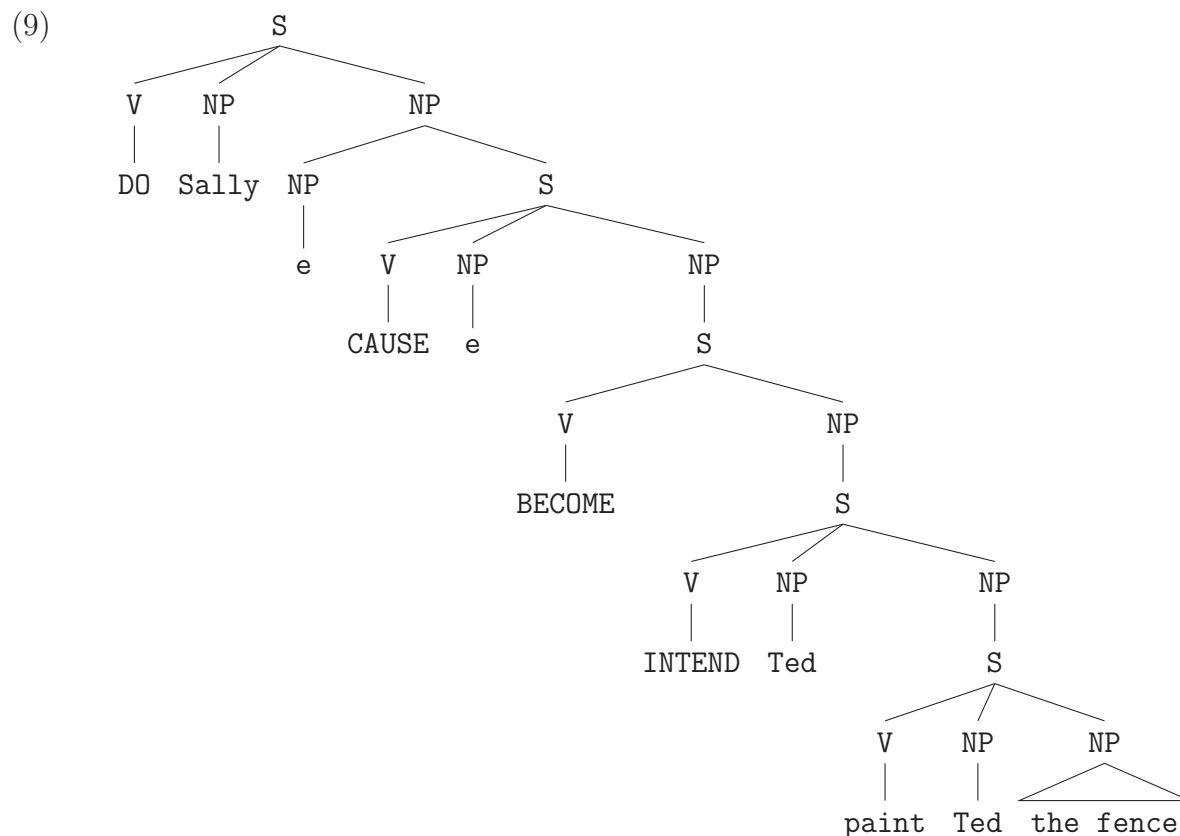 (9)
S
V NP NP
DO Sally NP S
e V NP NP
CAUSE e S
V NP
BECOME S
V NP NP
INTEND Ted S
V NP NP
paint Ted the fence